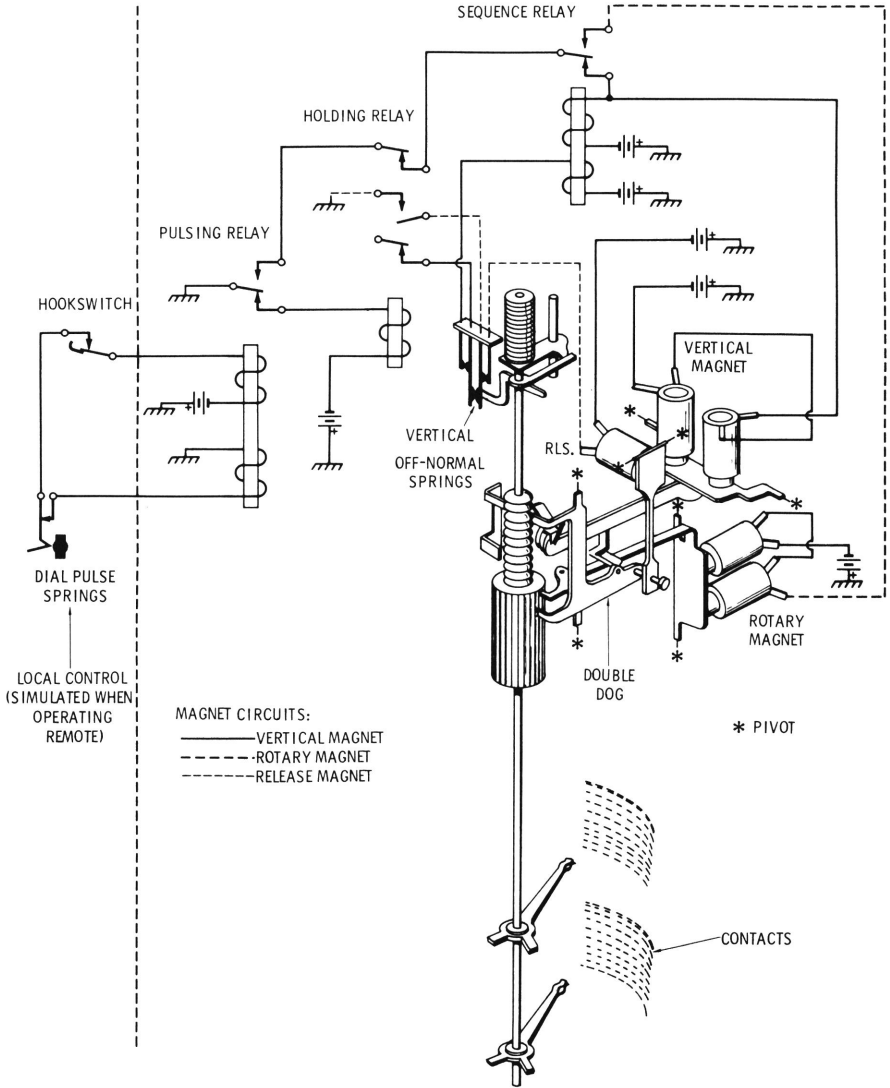 SEQUENCE RELAY
HOLDING RELAY
PULSING RELAY
HOOKSWITCH
VERTICAL
MAGNET
VERTICAL
OFF-NORMAL
SPRINGS
RLS.
DIAL PULSE
SPRINGS
ROTARY
MAGNET
DOUBLE
DOG
LOCAL CONTROL
(SIMULATED WHEN
OPERATING
REMOTE)
MAGNET CIRCUITS:
VERTICAL MAGNET
ROTARY MAGNET
RELEASE MAGNET
* PIVOT
CONTACTS